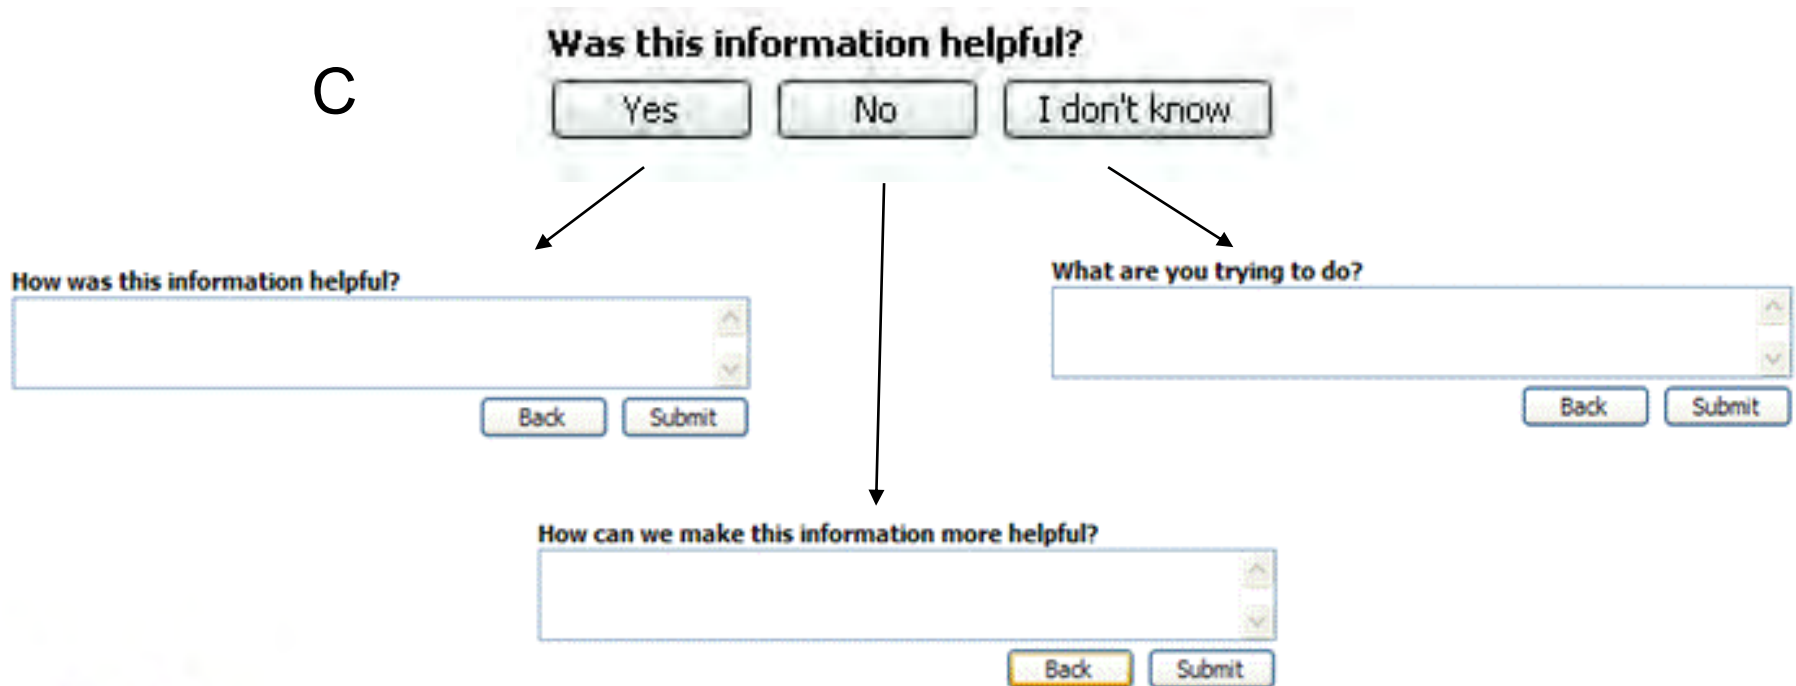 C
Was this information helpful?
Yes No I don't know
How was this information helpful?
Back Submit
What are you trying to do?
Back Submit
How can we make this information more helpful?
Back Submit